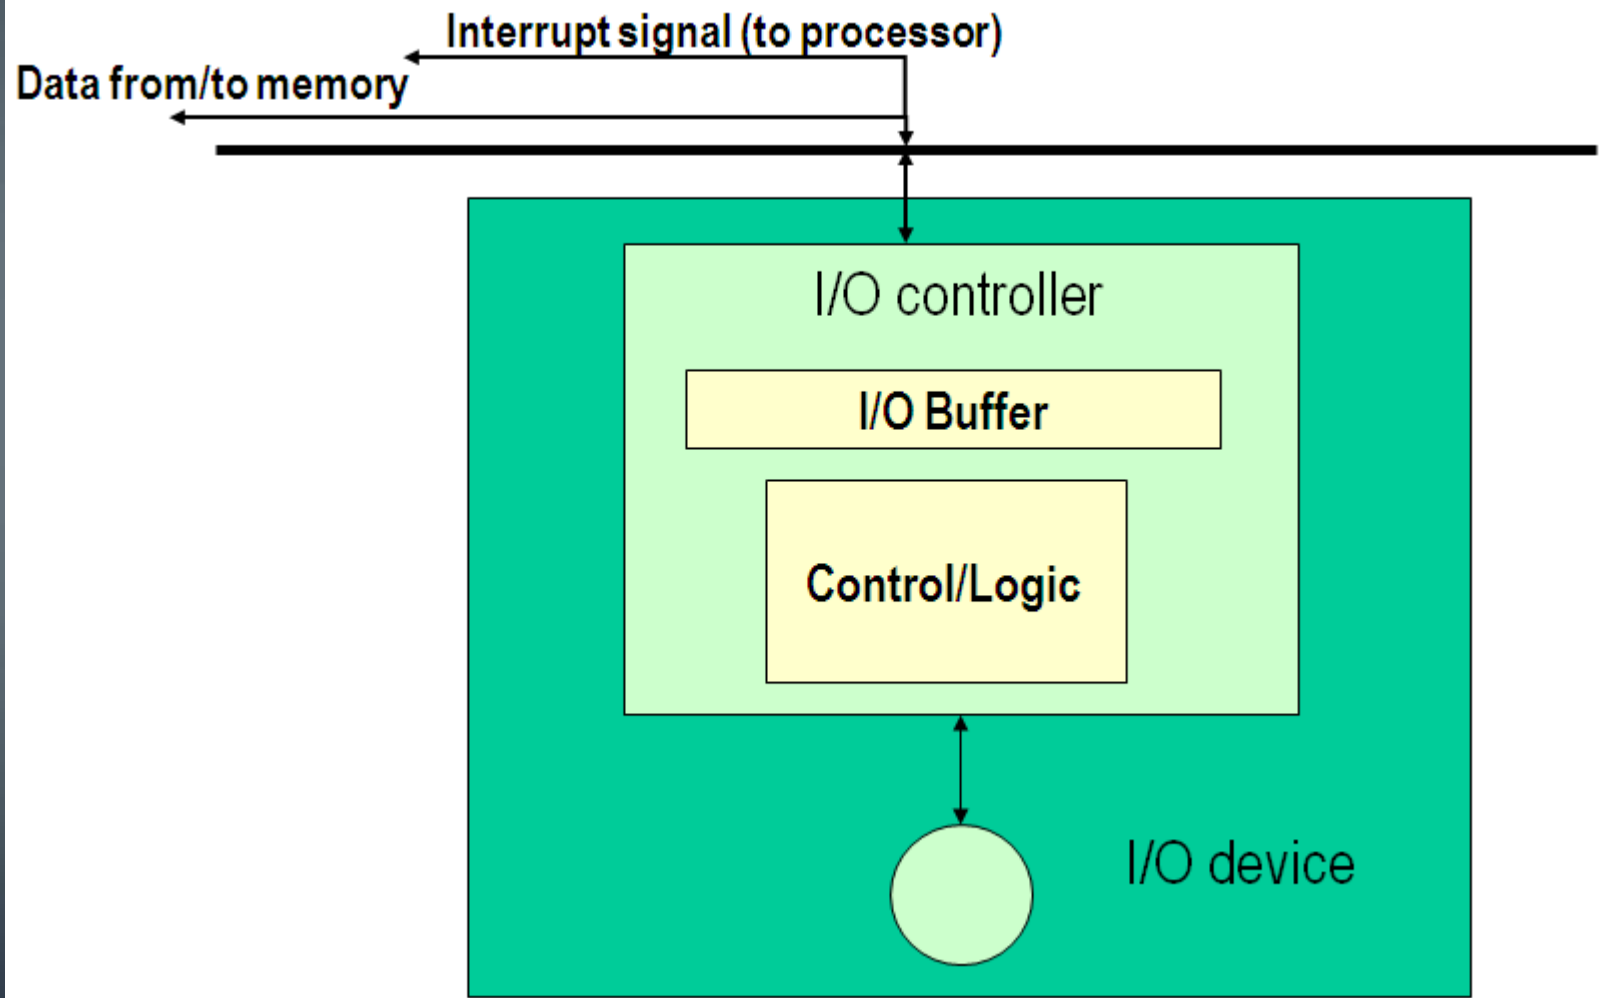 Interrupt signal (to processor)
Data from/to memory
I/O controller
I/O Buffer
Control/Logic
I/O device